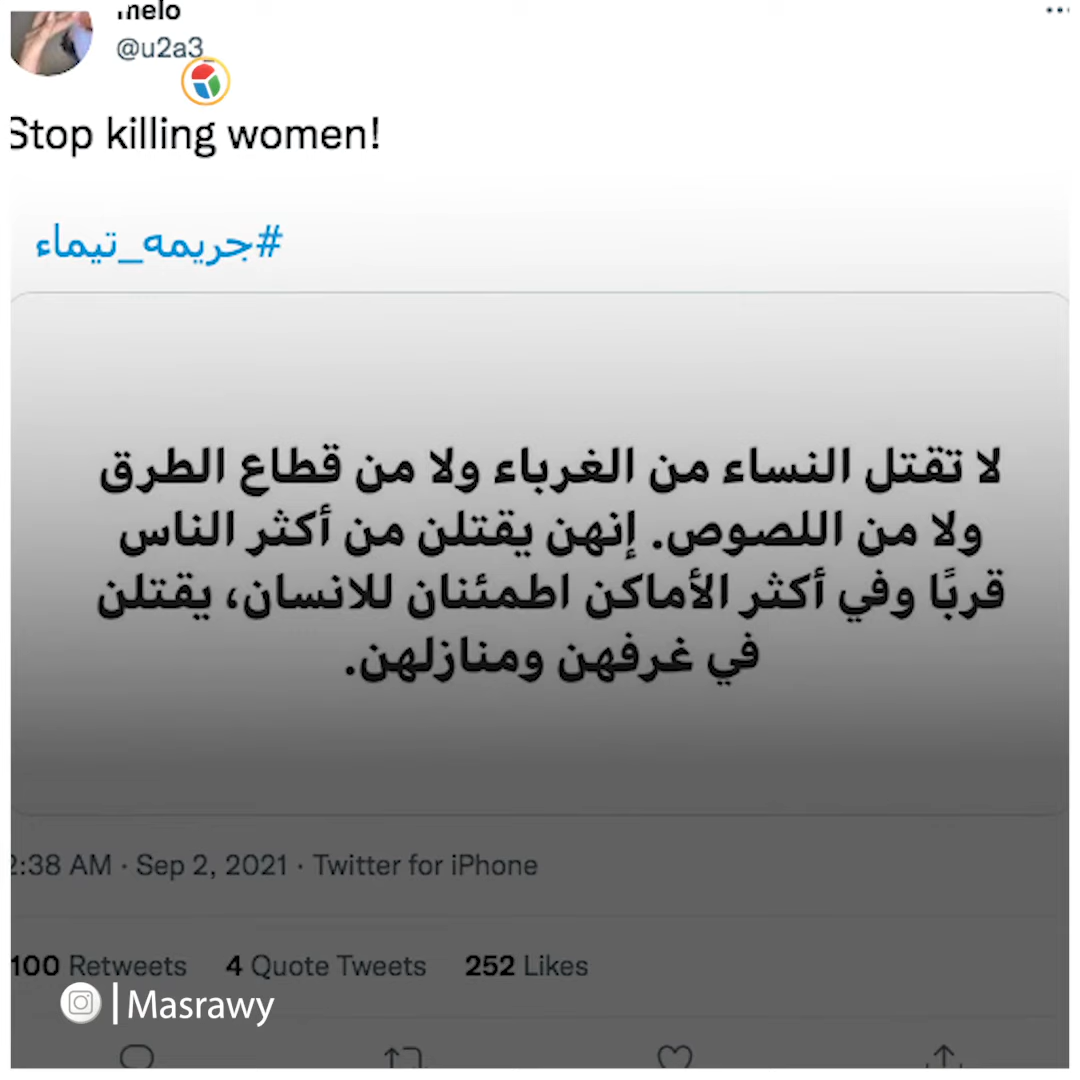 melo
@u2a3_
Stop killing women!
#جريمه_تيماء
لا تقتل النساء من الغرباء ولا من قطاع الطرق
ولا من اللصوص. إنهن يقتلن من أكثر الناس
قربًا وفي أكثر الأماكن اطمئنان للانسان، يقتلن
في غرفهن ومنازلهن.
2:38 AM · Sep 2, 2021 · Twitter for iPhone
100 Retweets 4 Quote Tweets 252 Likes
| Masrawy